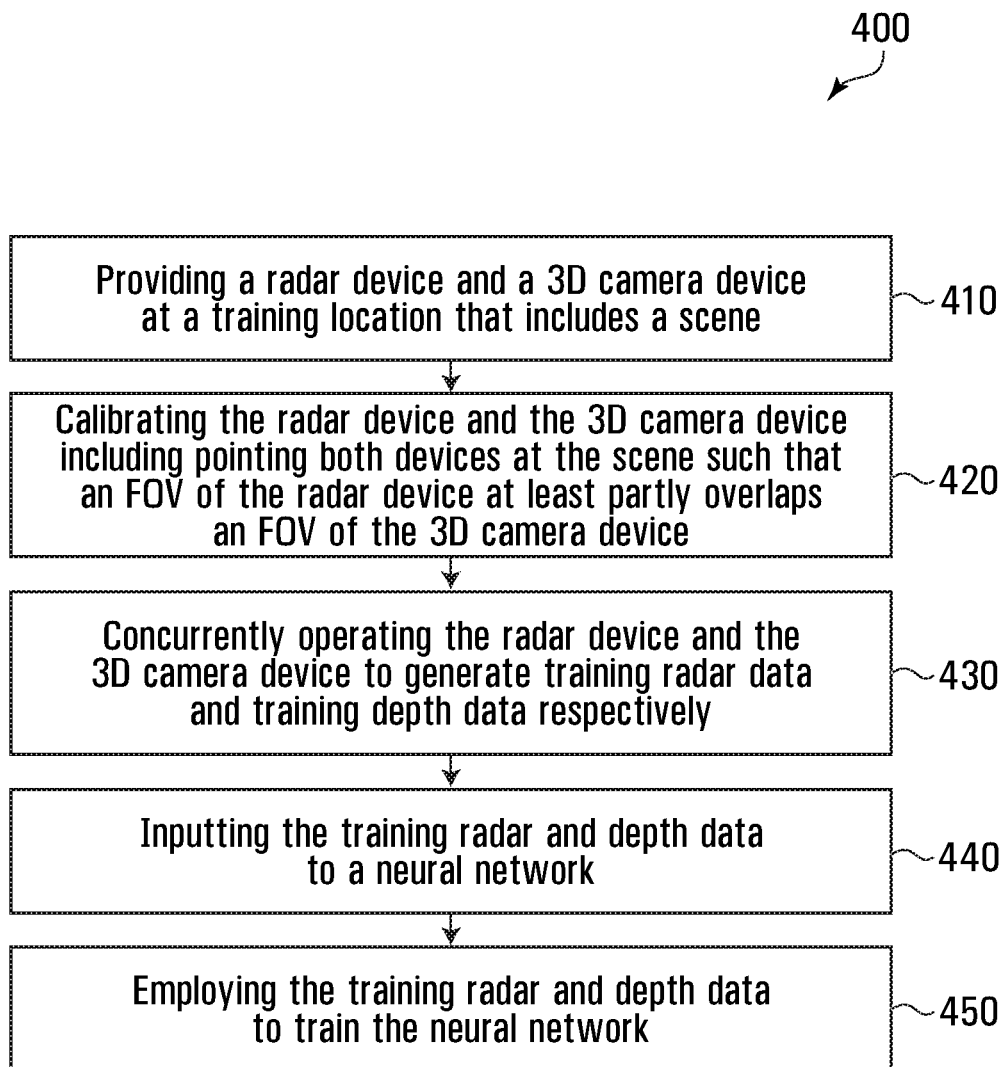 400
Providing a radar device and a 3D camera device
at a training location that includes a scene
410
Calibrating the radar device and the 3D camera device
including pointing both devices at the scene such that
an FOV of the radar device at least partly overlaps
an FOV of the 3D camera device
420
Concurrently operating the radar device and the
3D camera device to generate training radar data
and training depth data respectively
430
Inputting the training radar and depth data
to a neural network
440
Employing the training radar and depth data
to train the neural network
450